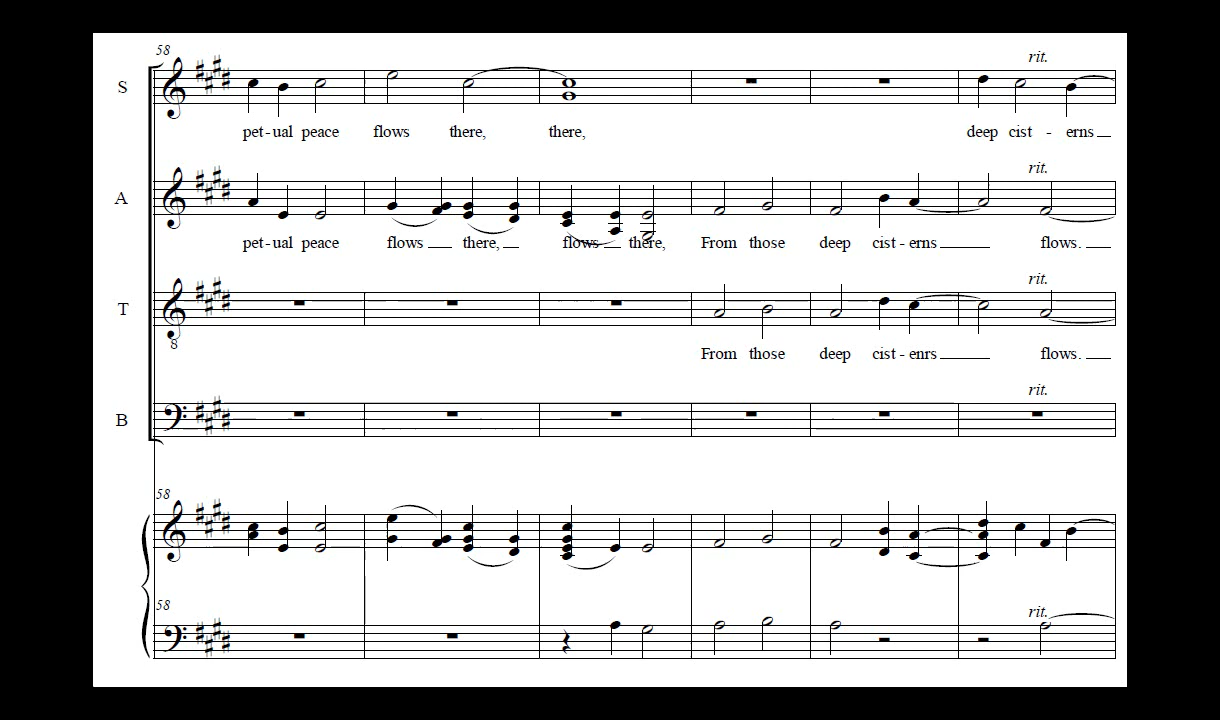 58
rit.
S
pet-ual peace flows there, there, deep cist - erns
rit.
A
pet-ual peace flows there, flows there, From those deep cist-erns flows.
rit.
T
8
From those deep cist-enrs flows.
rit.
B
58
58
rit.